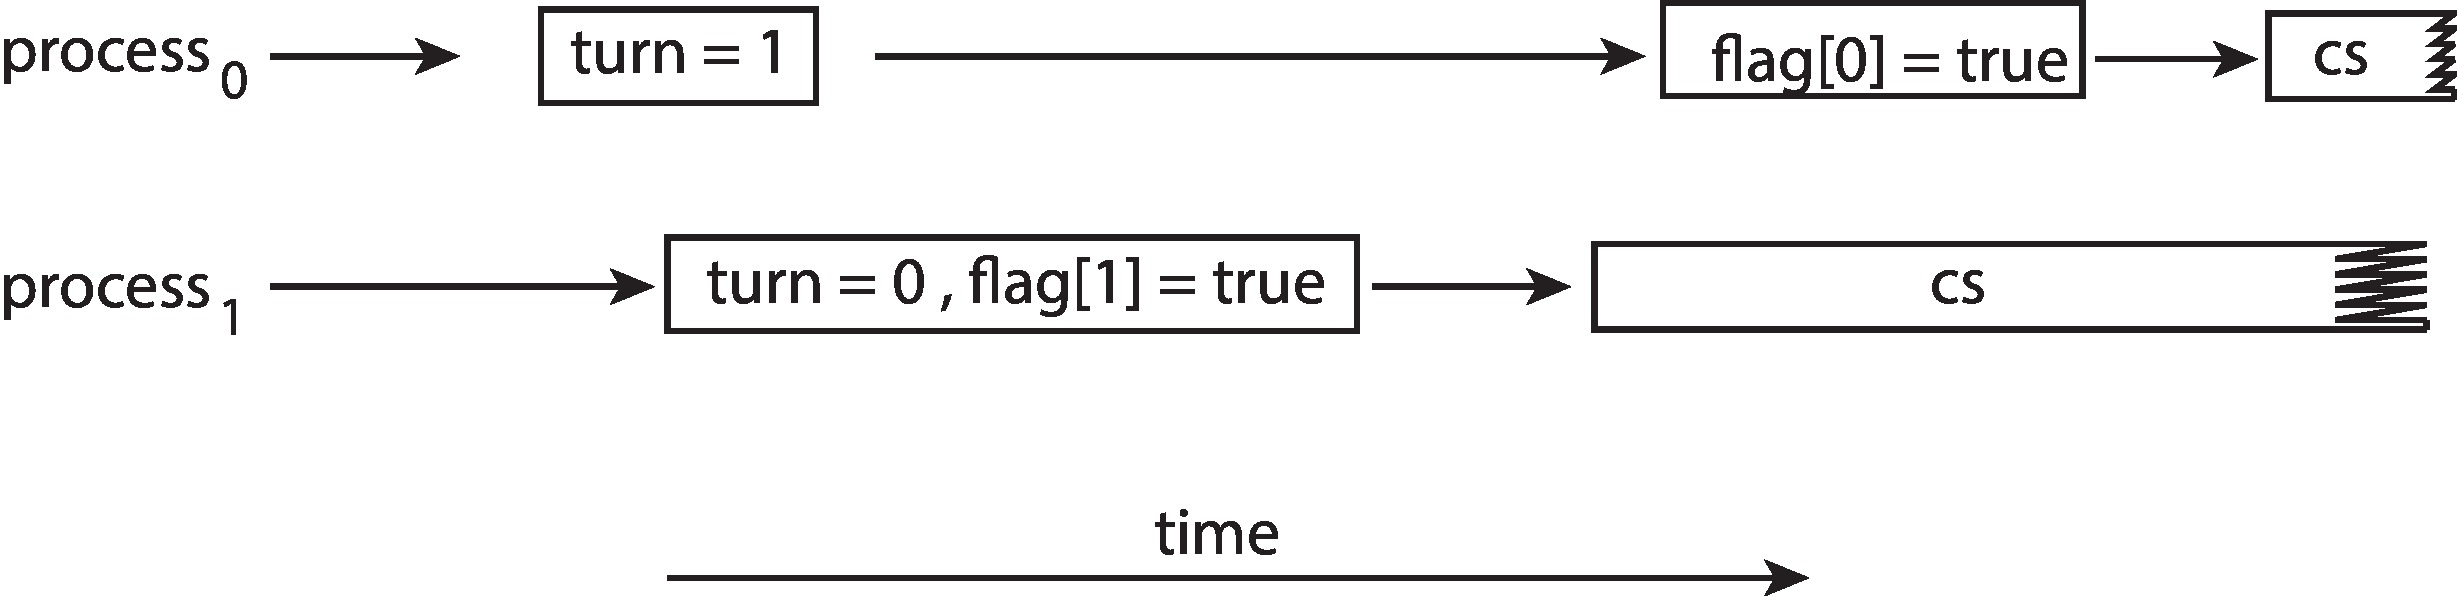 process0 turn = 1 flag[0] = true cs
process1 turn = 0 , flag[1] = true cs
time